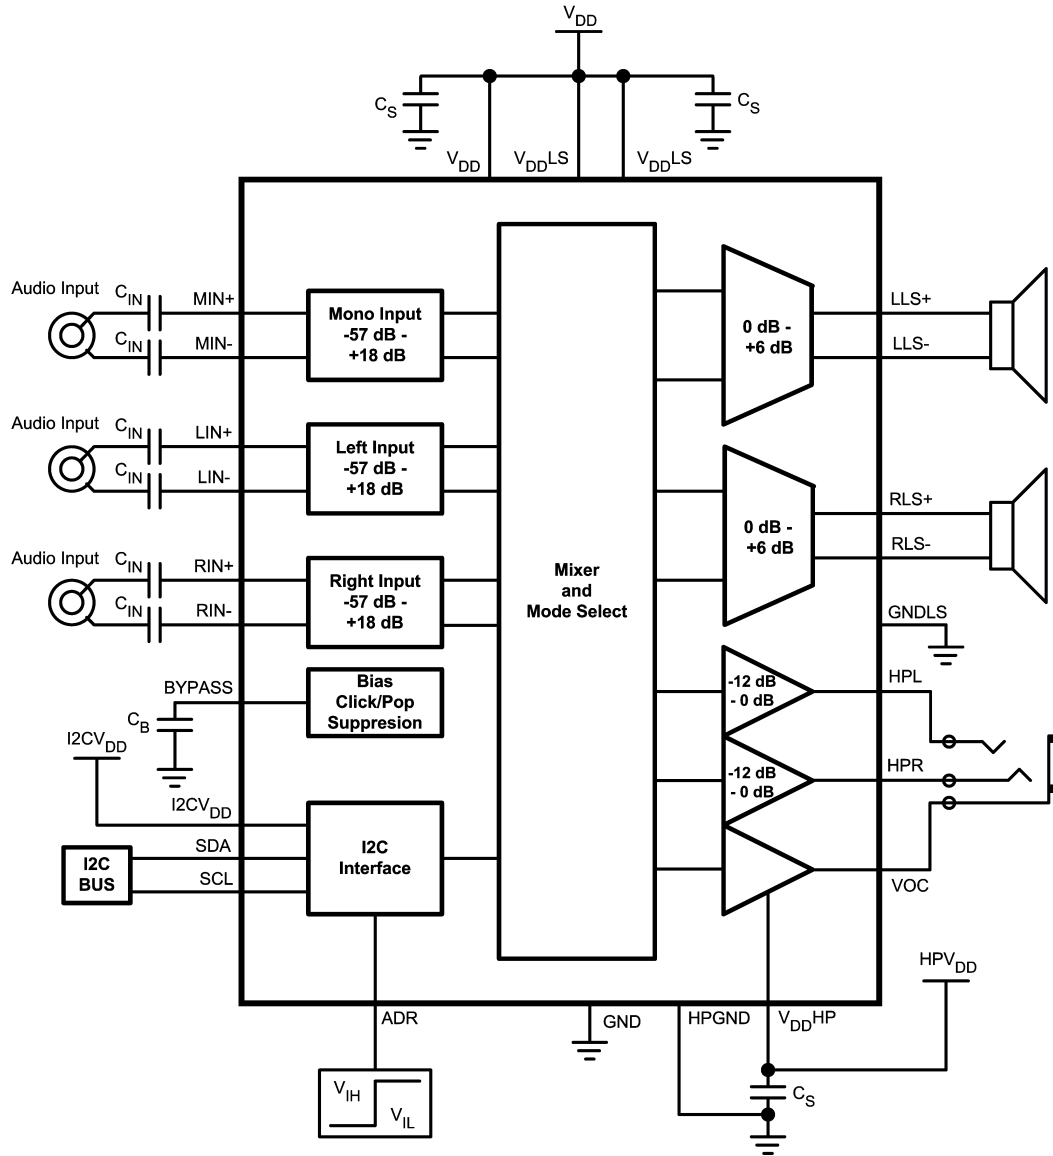 VDD
CS
CS
VDD
VDDLS
VDDLS
Audio Input
CIN
MIN+
CIN
MIN-
Mono Input
-57 dB -
+18 dB
0 dB -
+6 dB
LLS+
LLS-
Audio Input
CIN
LIN+
CIN
LIN-
Left Input
-57 dB -
+18 dB
0 dB -
+6 dB
RLS+
RLS-
Audio Input
CIN
RIN+
CIN
RIN-
Right Input
-57 dB -
+18 dB
Mixer
and
Mode Select
GNDLS
BYPASS
CB
Bias
Click/Pop
Suppresion
-12 dB
- 0 dB
HPL
-12 dB
- 0 dB
HPR
VOC
I2CVDD
I2CVDD
SDA
SCL
I2C
BUS
I2C
Interface
HPVDD
ADR
GND
HPGND
VDDHP
VIH
VIL
CS